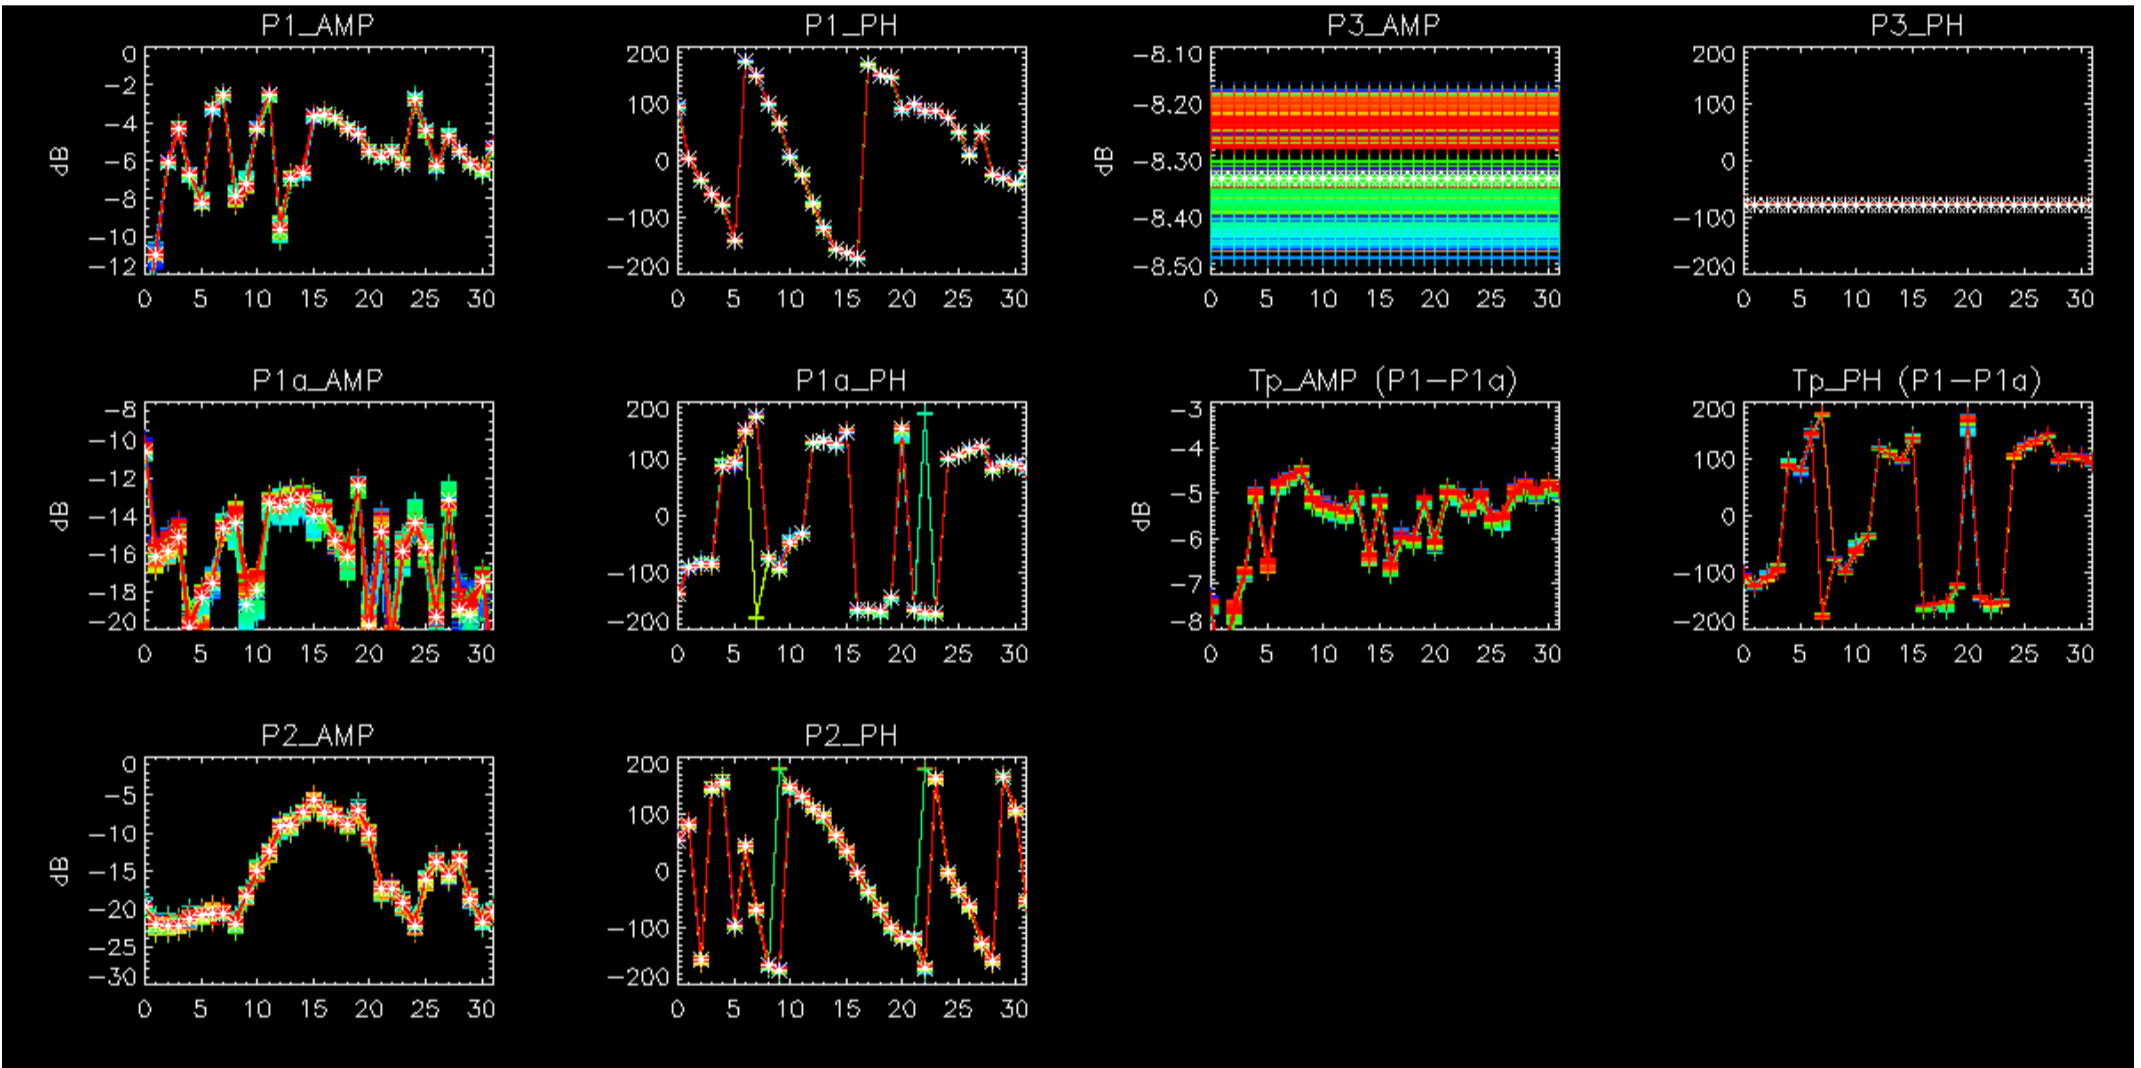 P1_AMP P1_PH P3_AMP P3_PH
0 200 -8.10 200
-2
-4 100 -8.20 100
dB -6 0 dB -8.30 0
-8
-10 -100 -8.40 -100
-12 -200 -8.50 -200
0 5 10 15 20 25 30 0 5 10 15 20 25 30 0 5 10 15 20 25 30 0 5 10 15 20 25 30
P1a_AMP P1a_PH Tp_AMP (P1-P1a) Tp_PH (P1-P1a)
-8 200 -3 200
-10 100 -4 100
-12
dB -14 0 dB -5 0
-16 -6
-18 -100 -7 -100
-20 -200 -8 -200
0 5 10 15 20 25 30 0 5 10 15 20 25 30 0 5 10 15 20 25 30 0 5 10 15 20 25 30
P2_AMP P2_PH
0 200
-5 100
-10
dB -15 0
-20
-25 -100
-30 -200
0 5 10 15 20 25 30 0 5 10 15 20 25 30